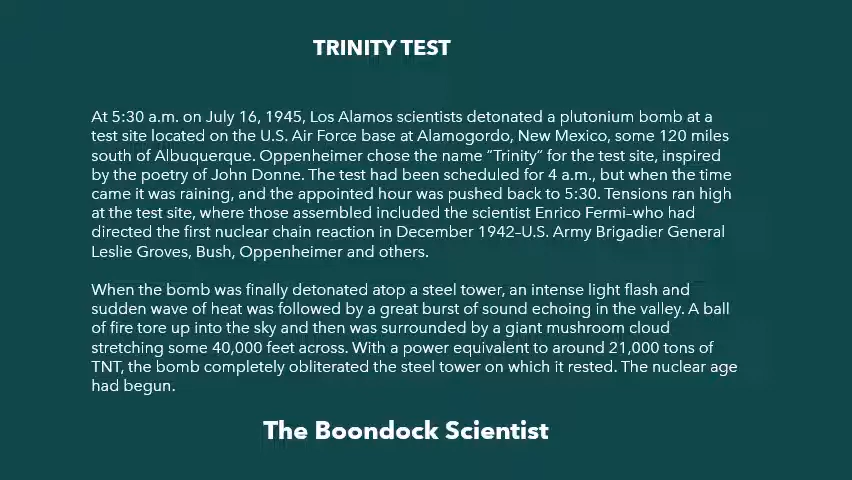 TRINITY TEST
At 5:30 a.m. on July 16, 1945, Los Alamos scientists detonated a plutonium bomb at a
test site located on the U.S. Air Force base at Alamogordo, New Mexico, some 120 miles
south of Albuquerque. Oppenheimer chose the name “Trinity” for the test site, inspired
by the poetry of John Donne. The test had been scheduled for 4 a.m., but when the time
came it was raining, and the appointed hour was pushed back to 5:30. Tensions ran high
at the test site, where those assembled included the scientist Enrico Fermi–who had
directed the first nuclear chain reaction in December 1942–U.S. Army Brigadier General
Leslie Groves, Bush, Oppenheimer and others.
When the bomb was finally detonated atop a steel tower, an intense light flash and
sudden wave of heat was followed by a great burst of sound echoing in the valley. A ball
of fire tore up into the sky and then was surrounded by a giant mushroom cloud
stretching some 40,000 feet across. With a power equivalent to around 21,000 tons of
TNT, the bomb completely obliterated the steel tower on which it rested. The nuclear age
had begun.
The Boondock Scientist